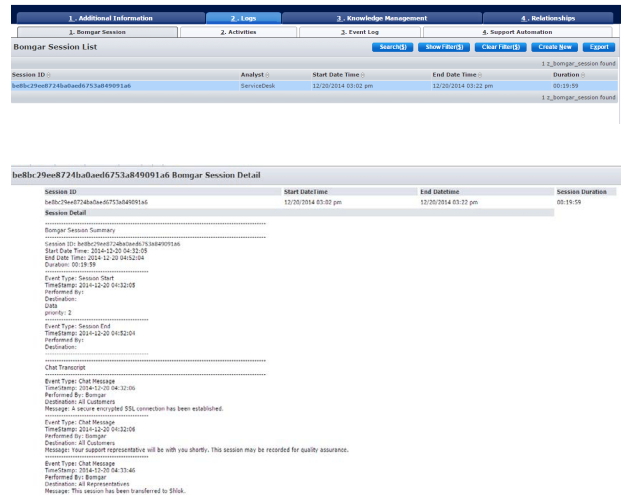 1. Additional Information 2. Logs 3. Knowledge Management 4. Relationships
1. Bomgar Session 2. Activities 3. Event Log 4. Support Automation
Bomgar Session List Search(S) Show Filter(S) Clear Filter(S) Create New Export
1 z_bomgar_session found
Session ID Analyst Start Date Time End Date Time Duration
be8bc29ee8724ba0aed6753a849091a6 ServiceDesk 12/20/2014 03:02 pm 12/20/2014 03:22 pm 00:19:59
1 z_bomgar_session found
be8bc29ee8724ba0aed6753a849091a6 Bomgar Session Detail
Session ID Start DateTime End Datetime Session Duration
be8bc29ee8724ba0aed6753a849091a6 12/20/2014 03:02 pm 12/20/2014 03:22 pm 00:19:59
Session Detail
Bomgar Session Summary
Session ID: be8bc29ee8724ba0aed6753a849091a6
Start Date Time: 2014-12-20 04:32:05
End Date Time: 2014-12-20 04:52:04
Duration: 00:19:59
Event Type: Session Start
TimeStamp: 2014-12-20 04:32:05
Performed By:
Destination:
Data
priority: 2
Event Type: Session End
TimeStamp: 2014-12-20 04:52:04
Performed By:
Destination:
Chat Transcript
Event Type: Chat Message
TimeStamp: 2014-12-20 04:32:06
Performed By: Bomgar
Destination: All Customers
Message: A secure encrypted SSL connection has been established.
Event Type: Chat Message
TimeStamp: 2014-12-20 04:32:06
Performed By: Bomgar
Destination: All Customers
Message: Your support representative will be with you shortly. This session may be recorded for quality assurance.
Event Type: Chat Message
TimeStamp: 2014-12-20 04:33:46
Performed By: Bomgar
Destination: All Representatives
Message: This session has been transferred to Shlok.